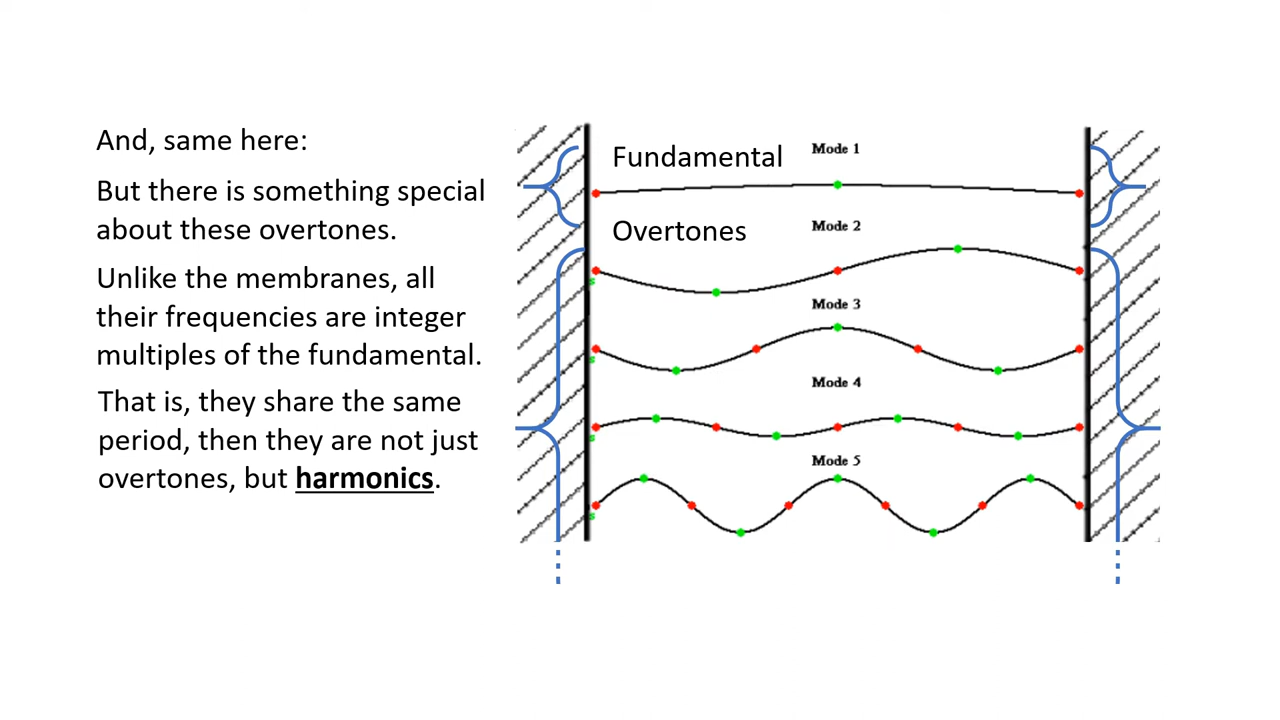 And, same here:
But there is something special
about these overtones.
Unlike the membranes, all
their frequencies are integer
multiples of the fundamental.
That is, they share the same
period, then they are not just
overtones, but harmonics.
Fundamental
Mode 1
Overtones
Mode 2
s
Mode 3
s
Mode 4
s
Mode 5
s